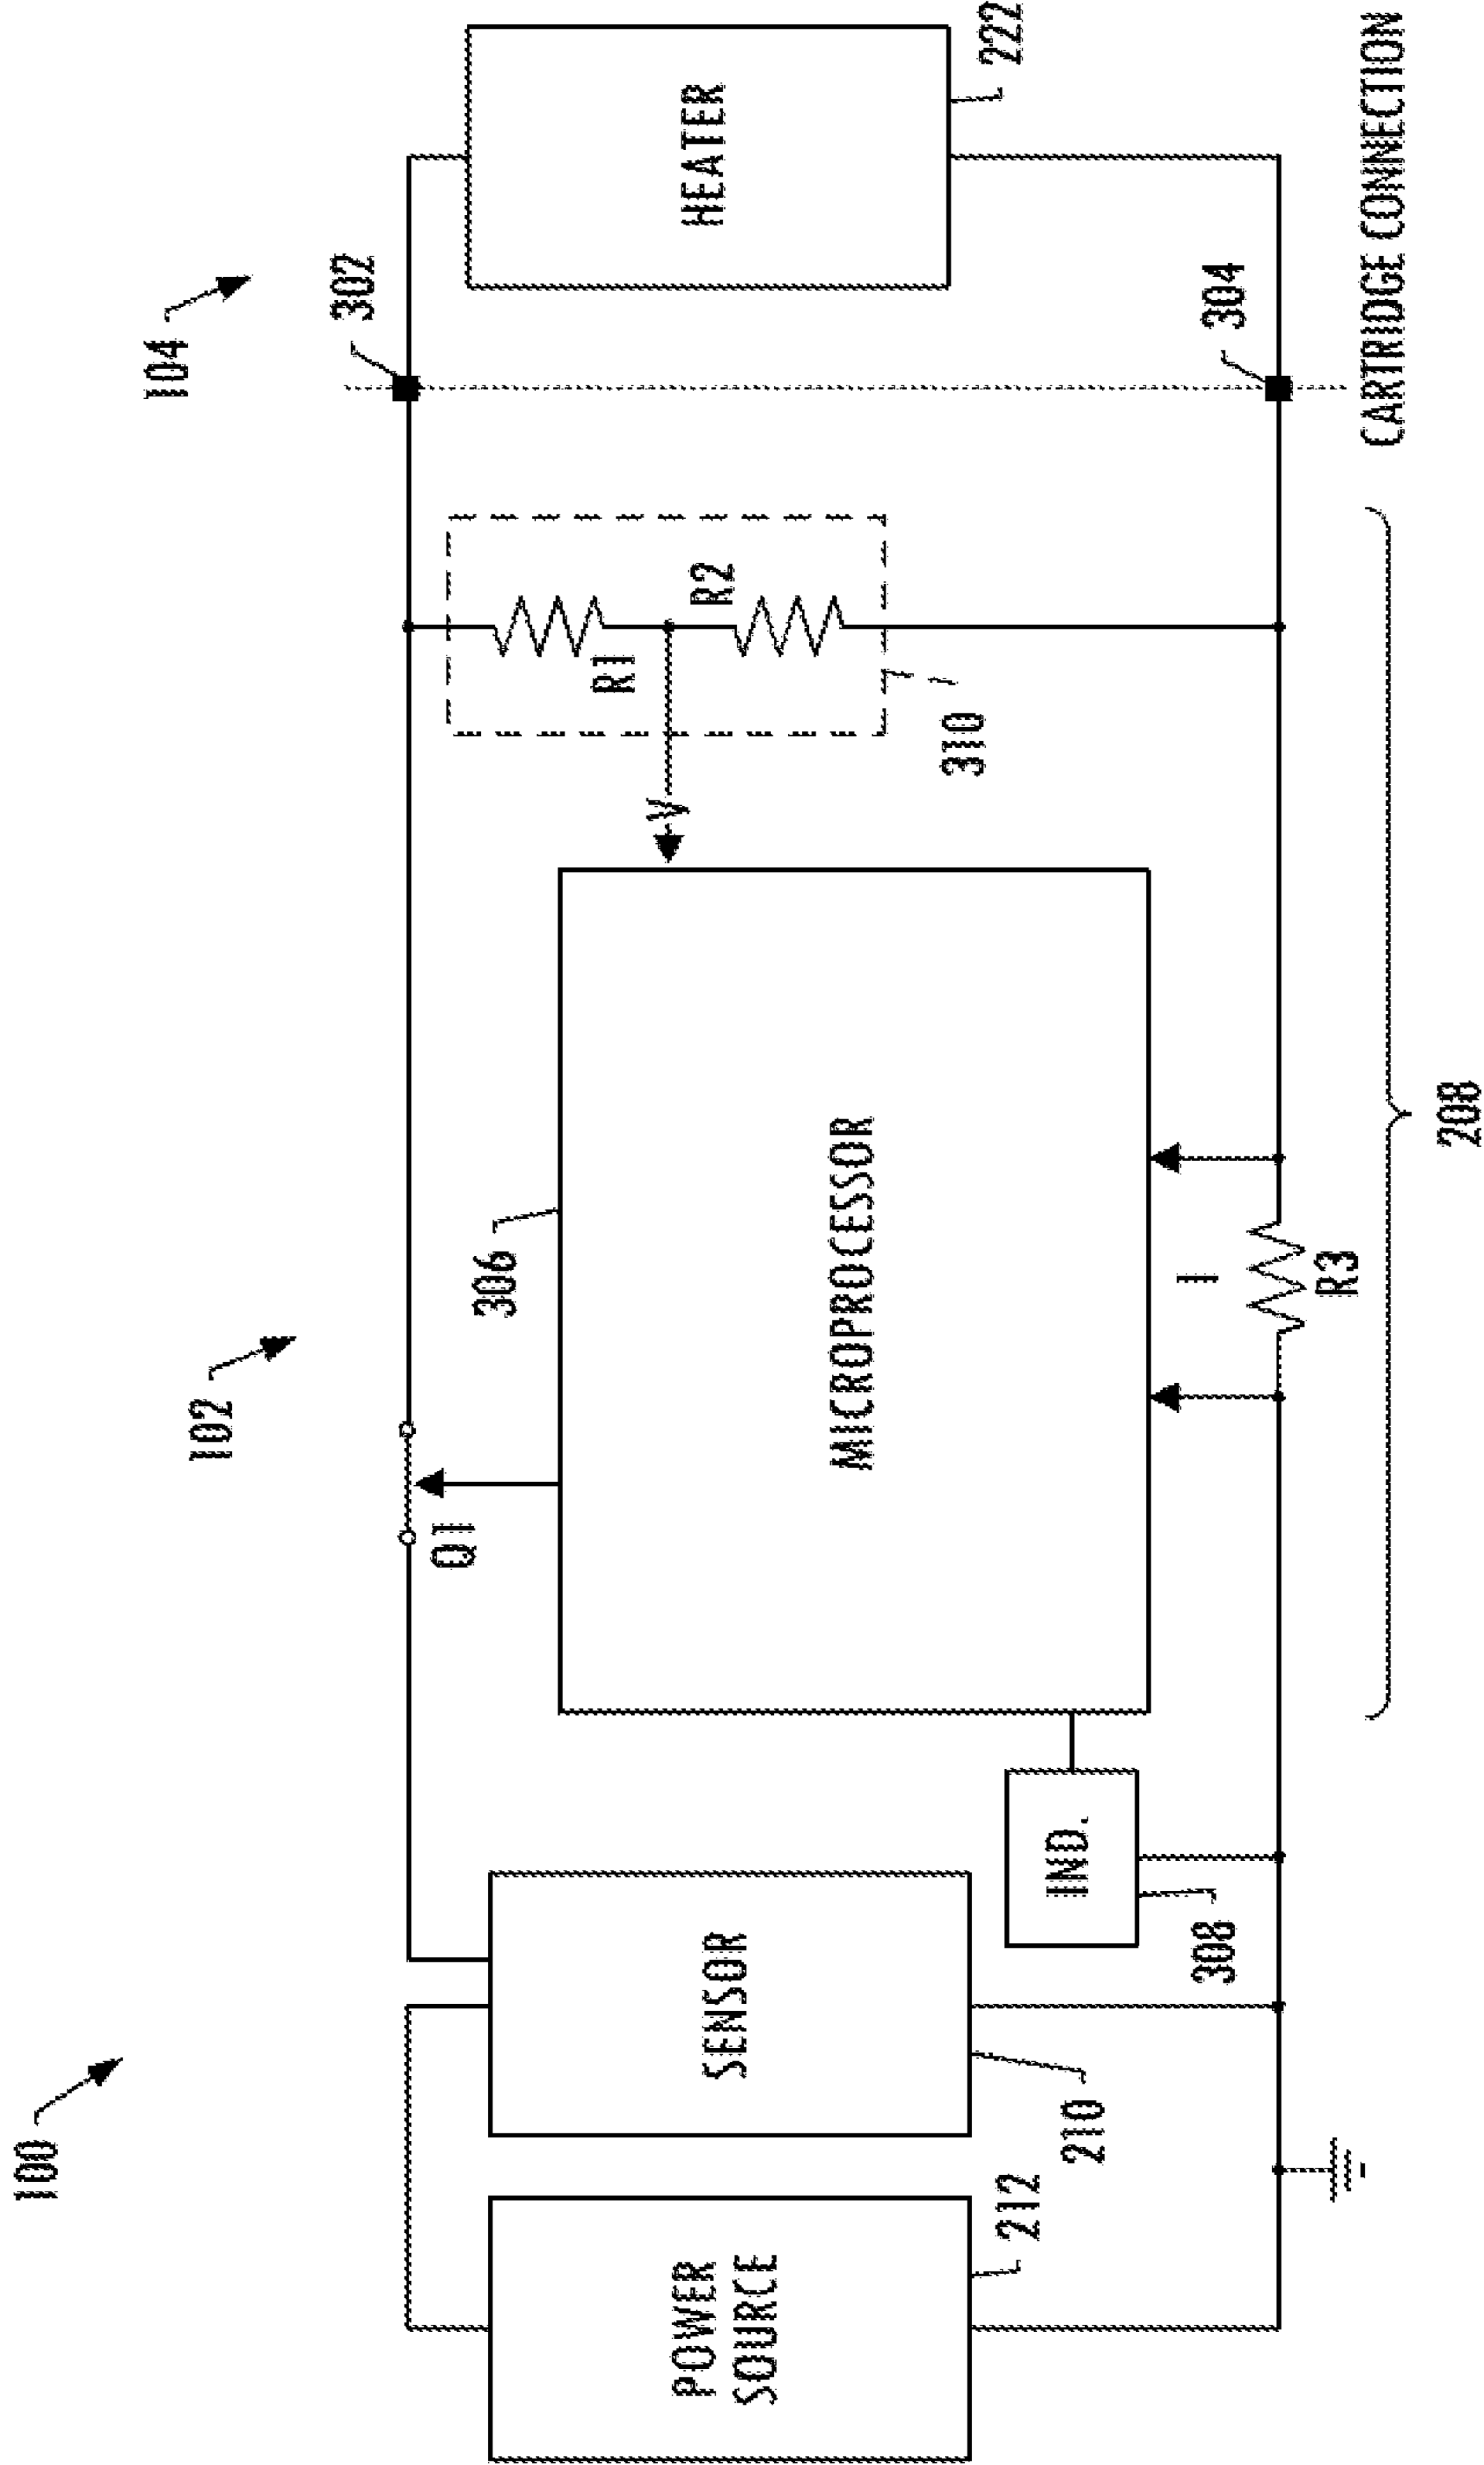 100
102
104
302
Q1
306
POWER
SOURCE
212
SENSOR
210
IND.
308
MICROPROCESSOR
V
R1
R2
310
HEATER
222
304
I
R3
208
CARTRIDGE CONNECTION